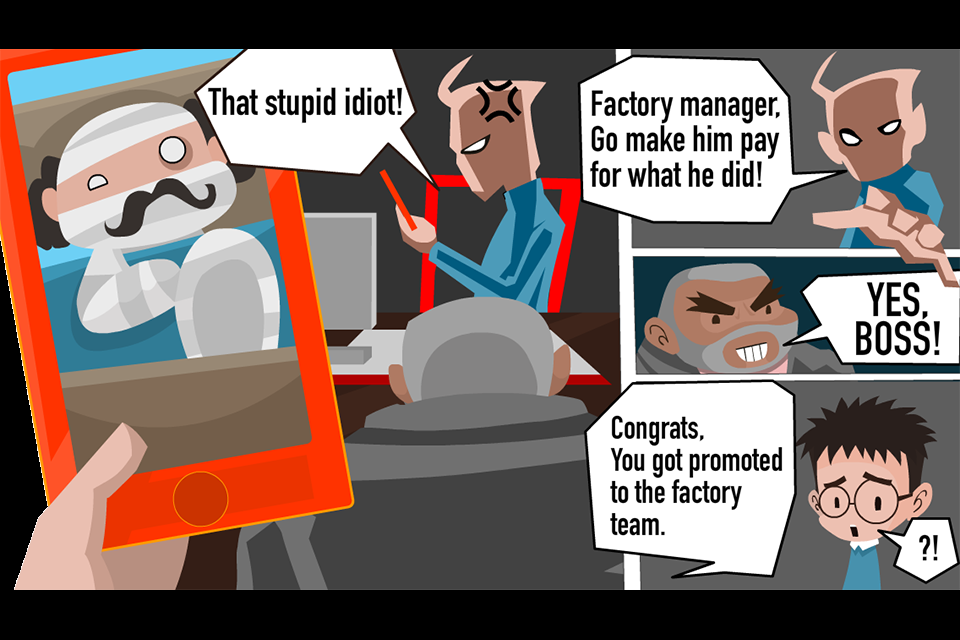 That stupid idiot!
Factory manager,
Go make him pay
for what he did!
YES,
BOSS!
Congrats,
You got promoted
to the factory
team.
?!